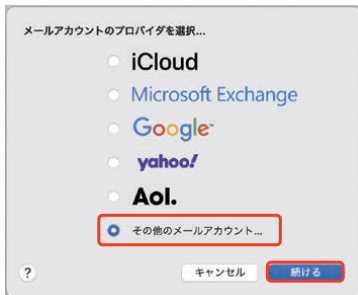 メールアカウントのプロバイダを選択...
iCloud
Microsoft Exchange
Google™
yahoo!
Aol.
その他のメールアカウント...
? キャンセル 続ける